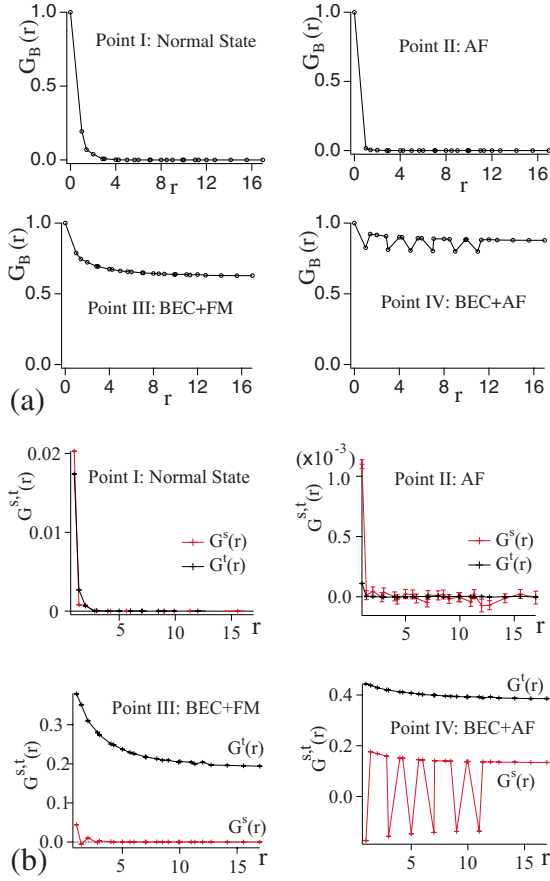 1.0
0.5
0.0
G_B(r)
Point I: Normal State
0 4 8 12 16
r
1.0
0.5
0.0
G_B(r)
Point II: AF
0 4 8 12 16
r
1.0
0.5
0.0
G_B(r)
Point III: BEC+FM
0 4 8 12 16
r
1.0
0.5
0.0
G_B(r)
Point IV: BEC+AF
0 4 8 12 16
r
(a)
0.02
0.01
0
G^{s,t}(r)
Point I: Normal State
G^s(r)
G^t(r)
5 10 15
r
(x10^{-3})
1.0
0.5
0.0
G^{s,t}(r)
Point II: AF
G^s(r)
G^t(r)
5 10 15
r
0.2
0.2
0.0
G^{s,t}(r)
Point III: BEC+FM
G^t(r)
G^s(r)
5 10 15
r
0.4
0.2
0.0
G^{s,t}(r)
G^t(r)
Point IV: BEC+AF
G^s(r)
5 10 15
r
(b)